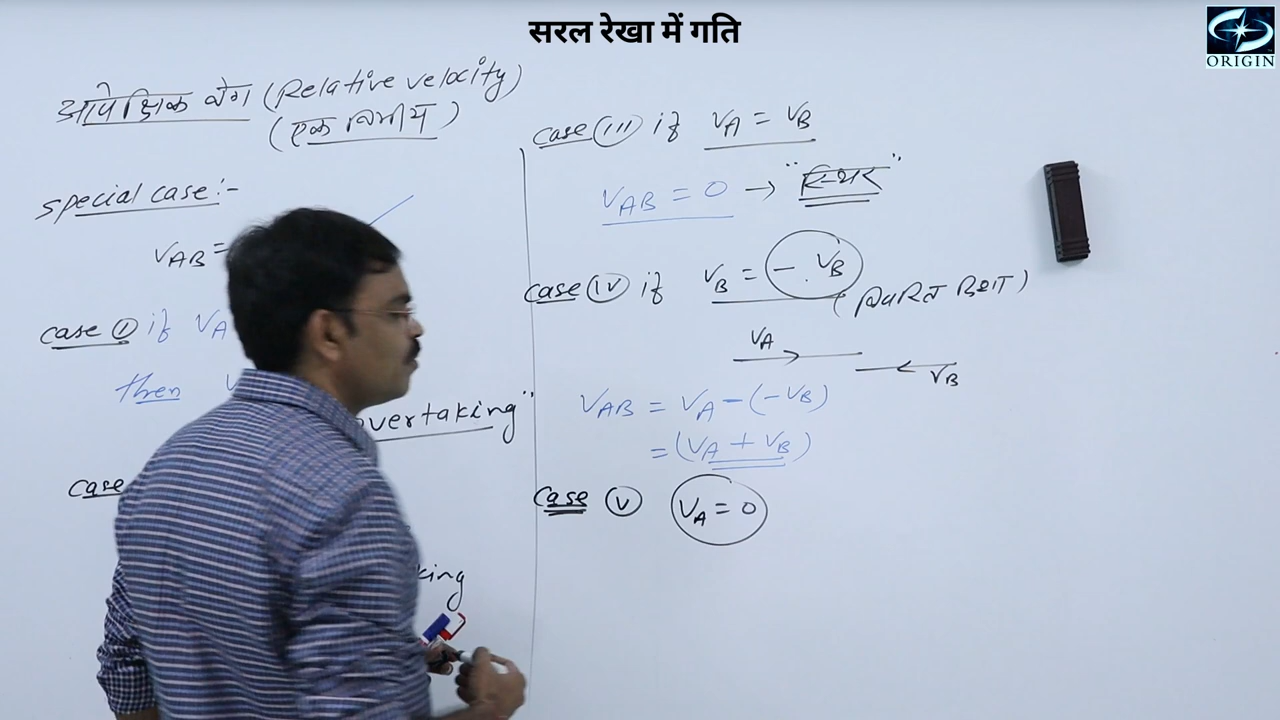 सरल रेखा में गति
ORIGIN
आपेक्षिक वेग (Relative velocity)
(एक विमीय)
special case :-
VAB =
case (i) if VA
then V
overtaking"
case
king
case (iii) if VA = VB
VAB = 0 → "स्थिर"
case (iv) if VB = - VB
(विपरीत दिशा)
VA
VB
VAB = VA - (-VB)
= (VA + VB)
case (v) VA = 0